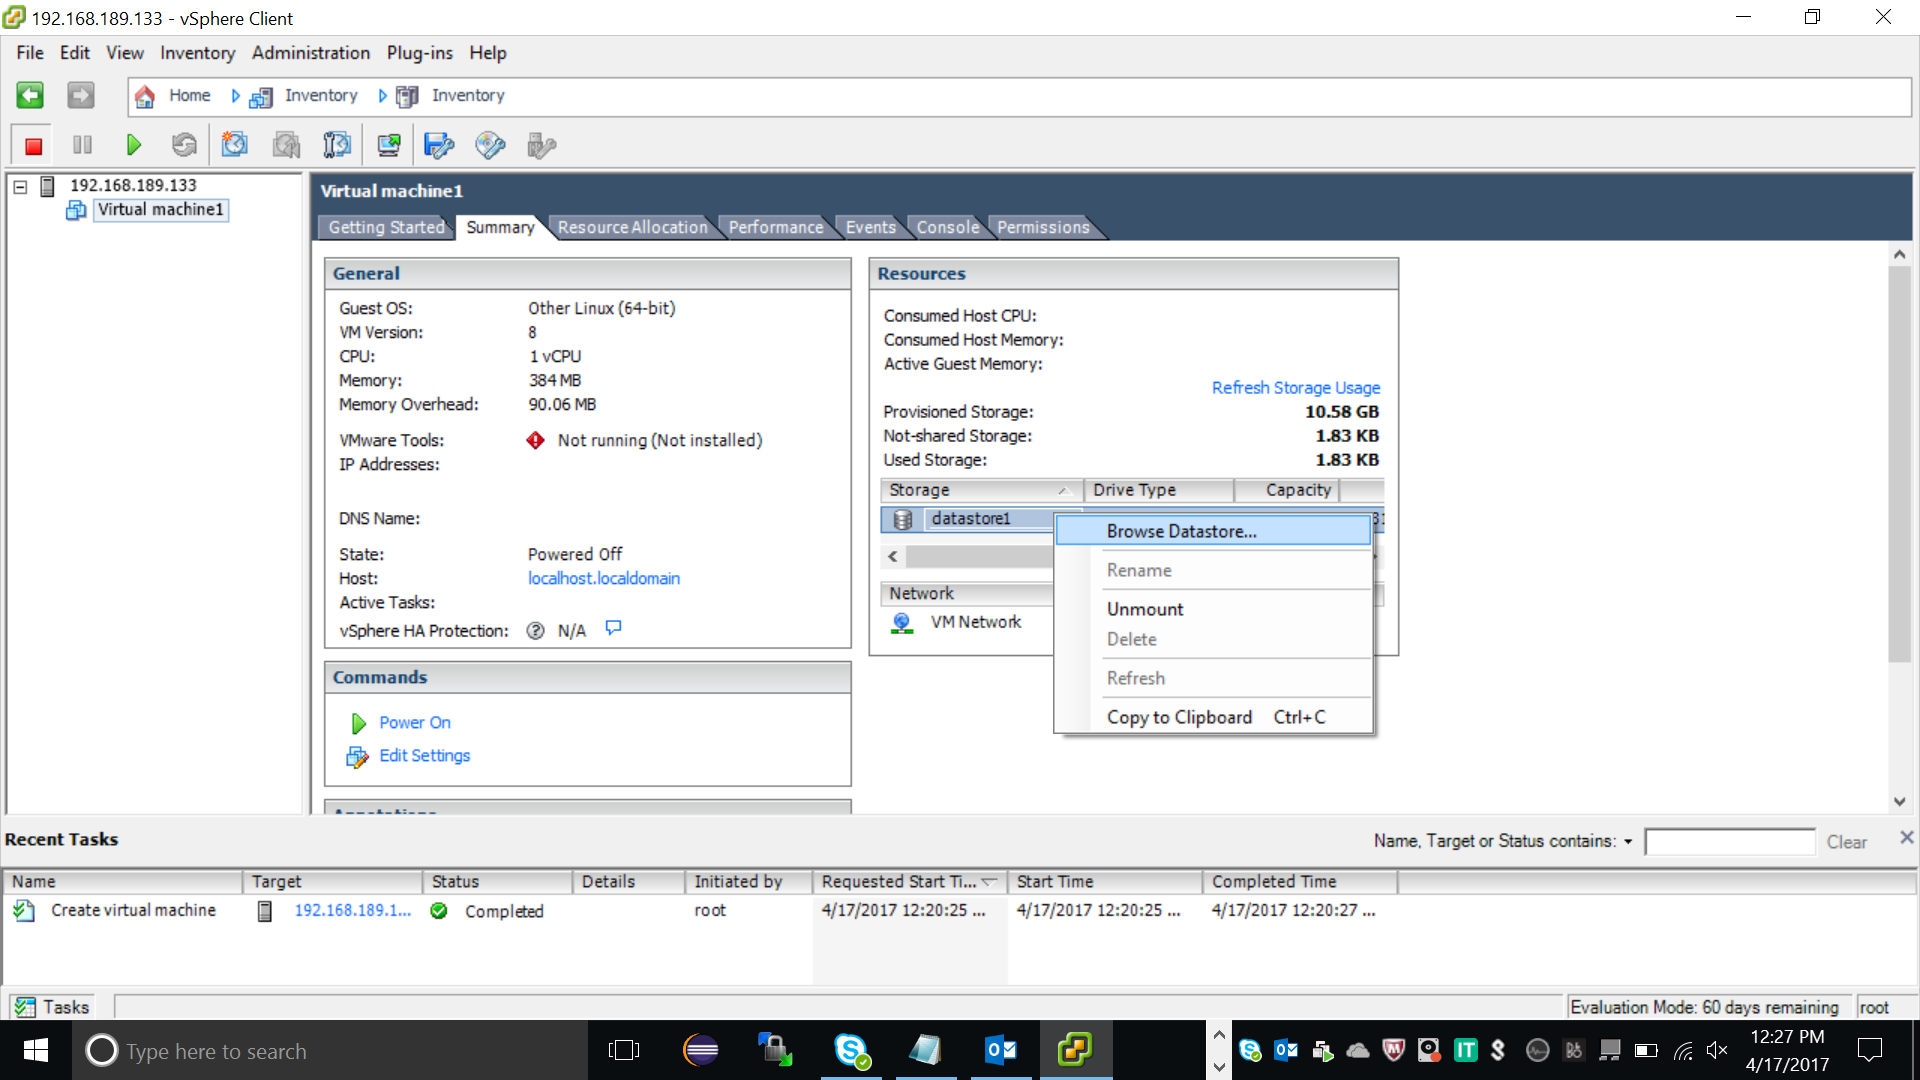 192.168.189.133 - vSphere Client
File Edit View Inventory Administration Plug-ins Help
Home Inventory Inventory
192.168.189.133
Virtual machine1
Virtual machine1
Getting Started Summary Resource Allocation Performance Events Console Permissions
General
Guest OS: Other Linux (64-bit)
VM Version: 8
CPU: 1 vCPU
Memory: 384 MB
Memory Overhead: 90.06 MB
VMware Tools: Not running (Not installed)
IP Addresses:
DNS Name:
State: Powered Off
Host: localhost.localdomain
Active Tasks:
vSphere HA Protection: N/A
Commands
Power On
Edit Settings
Resources
Consumed Host CPU:
Consumed Host Memory:
Active Guest Memory:
Refresh Storage Usage
Provisioned Storage: 10.58 GB
Not-shared Storage: 1.83 KB
Used Storage: 1.83 KB
Storage Drive Type Capacity
datastore1
Network
VM Network
Browse Datastore...
Rename
Unmount
Delete
Refresh
Copy to Clipboard Ctrl+C
Recent Tasks Name, Target or Status contains: Clear
Name Target Status Details Initiated by Requested Start Ti... Start Time Completed Time
Create virtual machine 192.168.189.1... Completed root 4/17/2017 12:20:25 ... 4/17/2017 12:20:25 ... 4/17/2017 12:20:27 ...
Tasks Evaluation Mode: 60 days remaining root
Type here to search
12:27 PM
4/17/2017